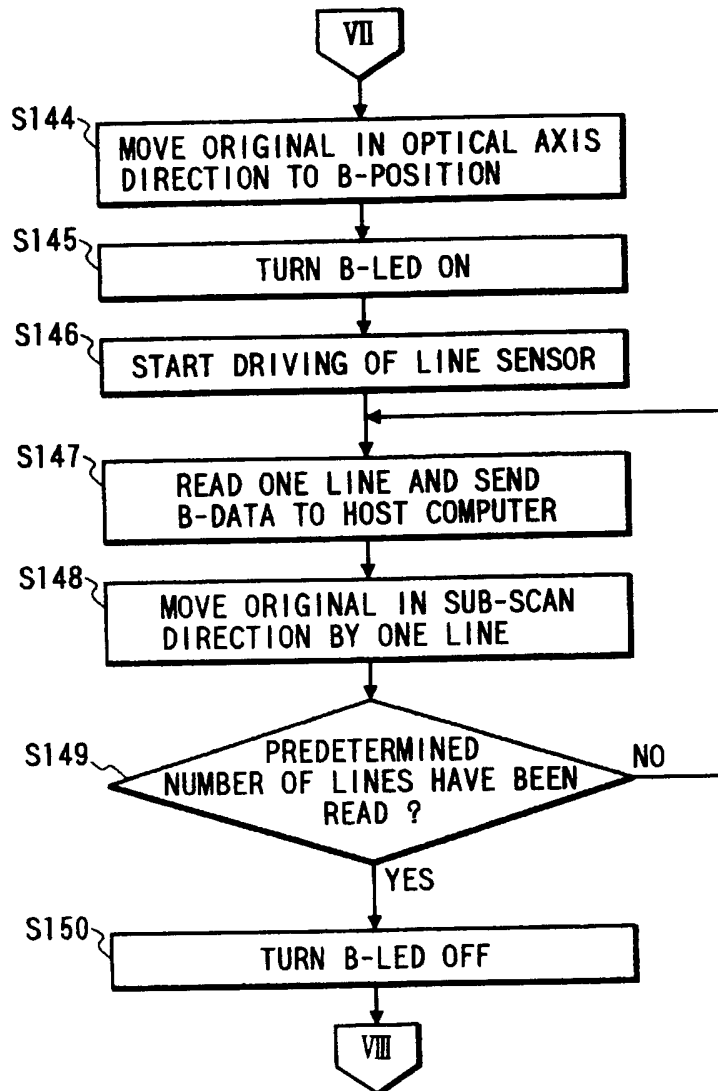 VII
S144
MOVE ORIGINAL IN OPTICAL AXIS
DIRECTION TO B-POSITION
S145
TURN B-LED ON
S146
START DRIVING OF LINE SENSOR
S147
READ ONE LINE AND SEND
B-DATA TO HOST COMPUTER
S148
MOVE ORIGINAL IN SUB-SCAN
DIRECTION BY ONE LINE
S149
PREDETERMINED
NUMBER OF LINES HAVE BEEN
READ ?
NO
YES
S150
TURN B-LED OFF
VIII